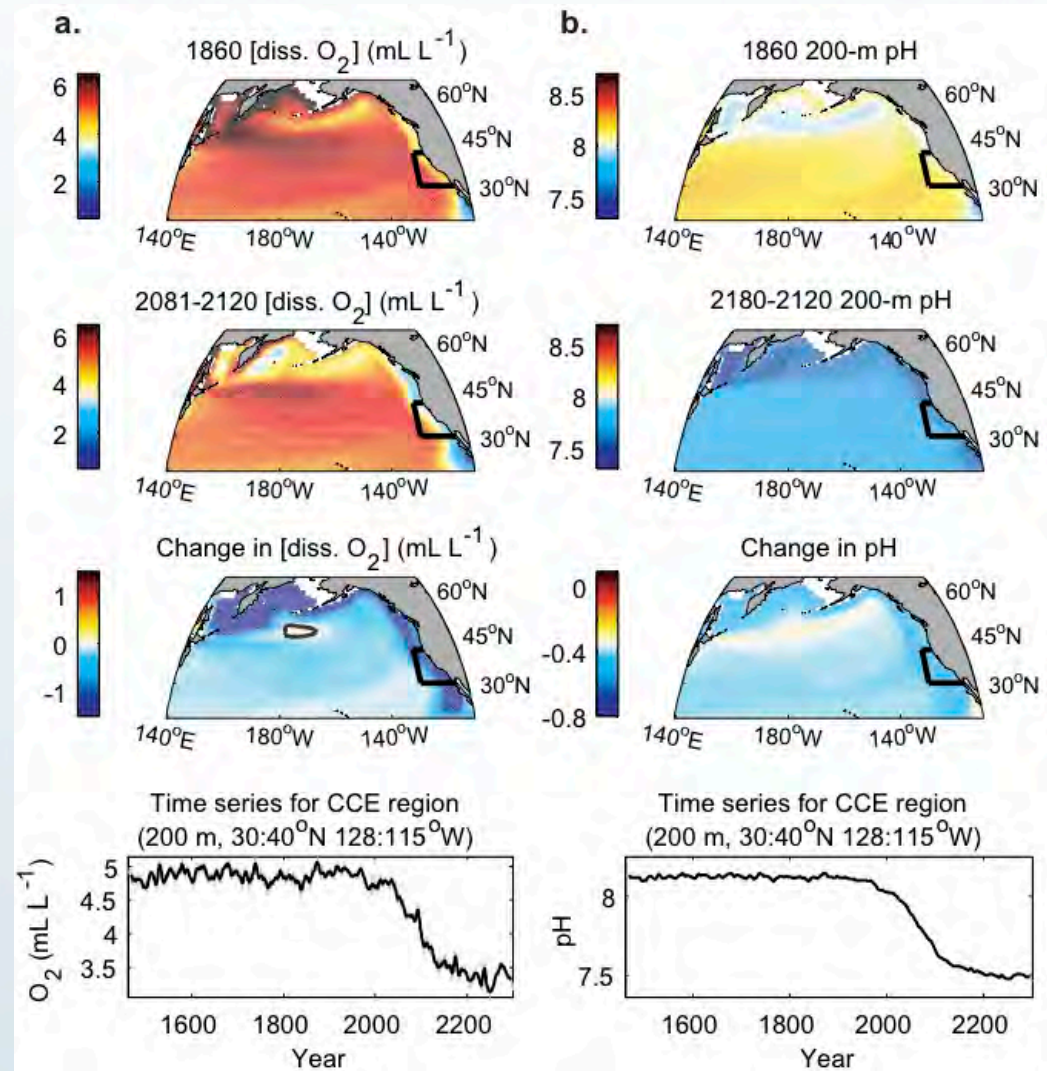 a.
1860 [diss. O2] (mL L-1)
6
4
2
60°N
45°N
30°N
140°E
180°W
140°W
2081-2120 [diss. O2] (mL L-1)
6
4
2
60°N
45°N
30°N
140°E
180°W
140°W
Change in [diss. O2] (mL L-1)
1
0
-1
60°N
45°N
30°N
140°E
180°W
140°W
Time series for CCE region
(200 m, 30:40°N 128:115°W)
5
4.5
4
3.5
O2 (mL L-1)
1600
1800
2000
2200
Year
b.
1860 200-m pH
8.5
8
7.5
60°N
45°N
30°N
140°E
180°W
140°W
2180-2120 200-m pH
8.5
8
7.5
60°N
45°N
30°N
140°E
180°W
140°W
Change in pH
0
-0.4
-0.8
60°N
45°N
30°N
140°E
180°W
140°W
Time series for CCE region
(200 m, 30:40°N 128:115°W)
8
7.5
pH
1600
1800
2000
2200
Year